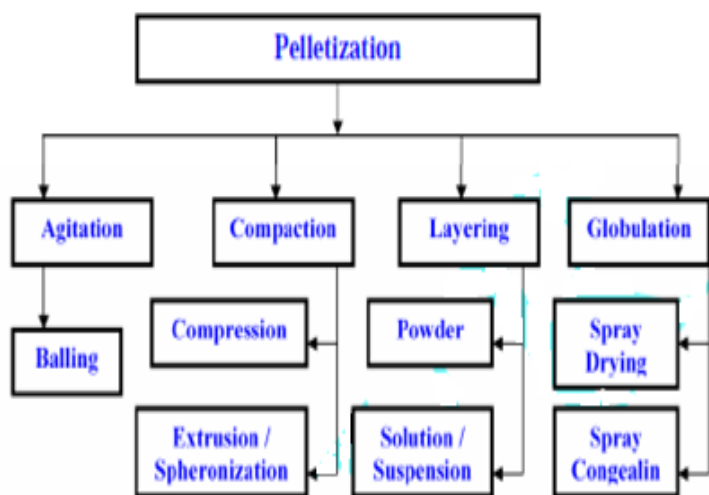 Pelletization
Agitation
Compaction
Layering
Globulation
Balling
Compression
Powder
Spray
Drying
Extrusion /
Spheronization
Solution /
Suspension
Spray
Congealin